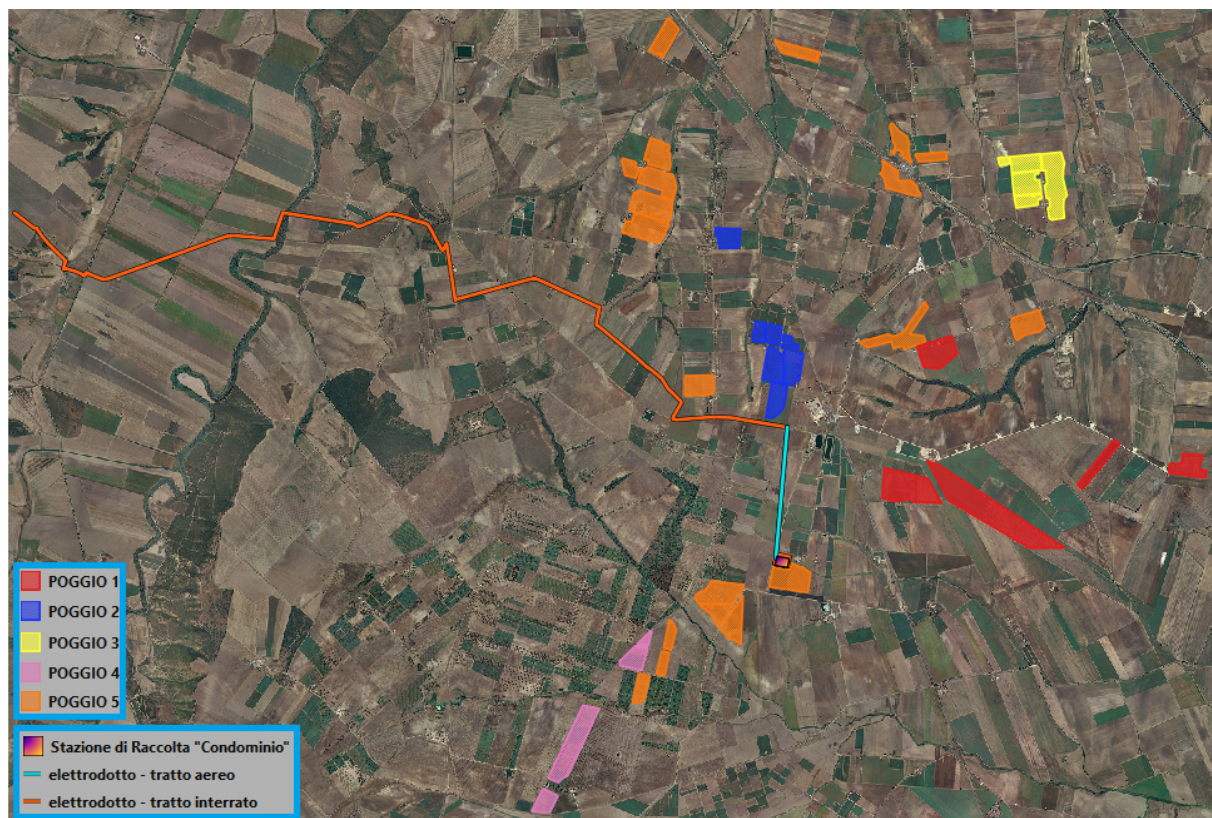 POGGIO 1
POGGIO 2
POGGIO 3
POGGIO 4
POGGIO 5
Stazione di Raccolta "Condominio"
elettrodotto - tratto aereo
elettrodotto - tratto interrato